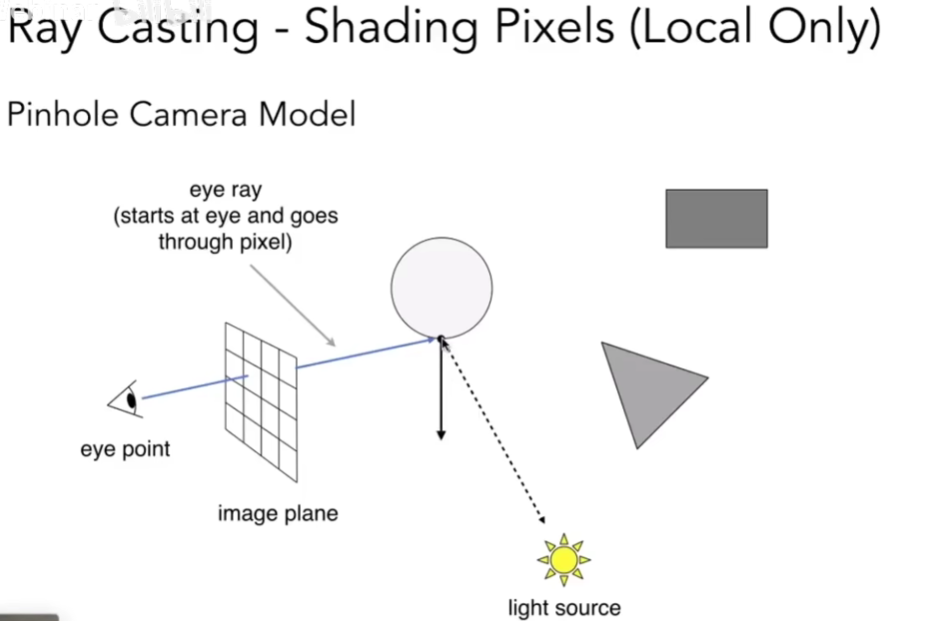 Ray Casting - Shading Pixels (Local Only)
Pinhole Camera Model
eye ray
(starts at eye and goes
through pixel)
eye point
image plane
light source